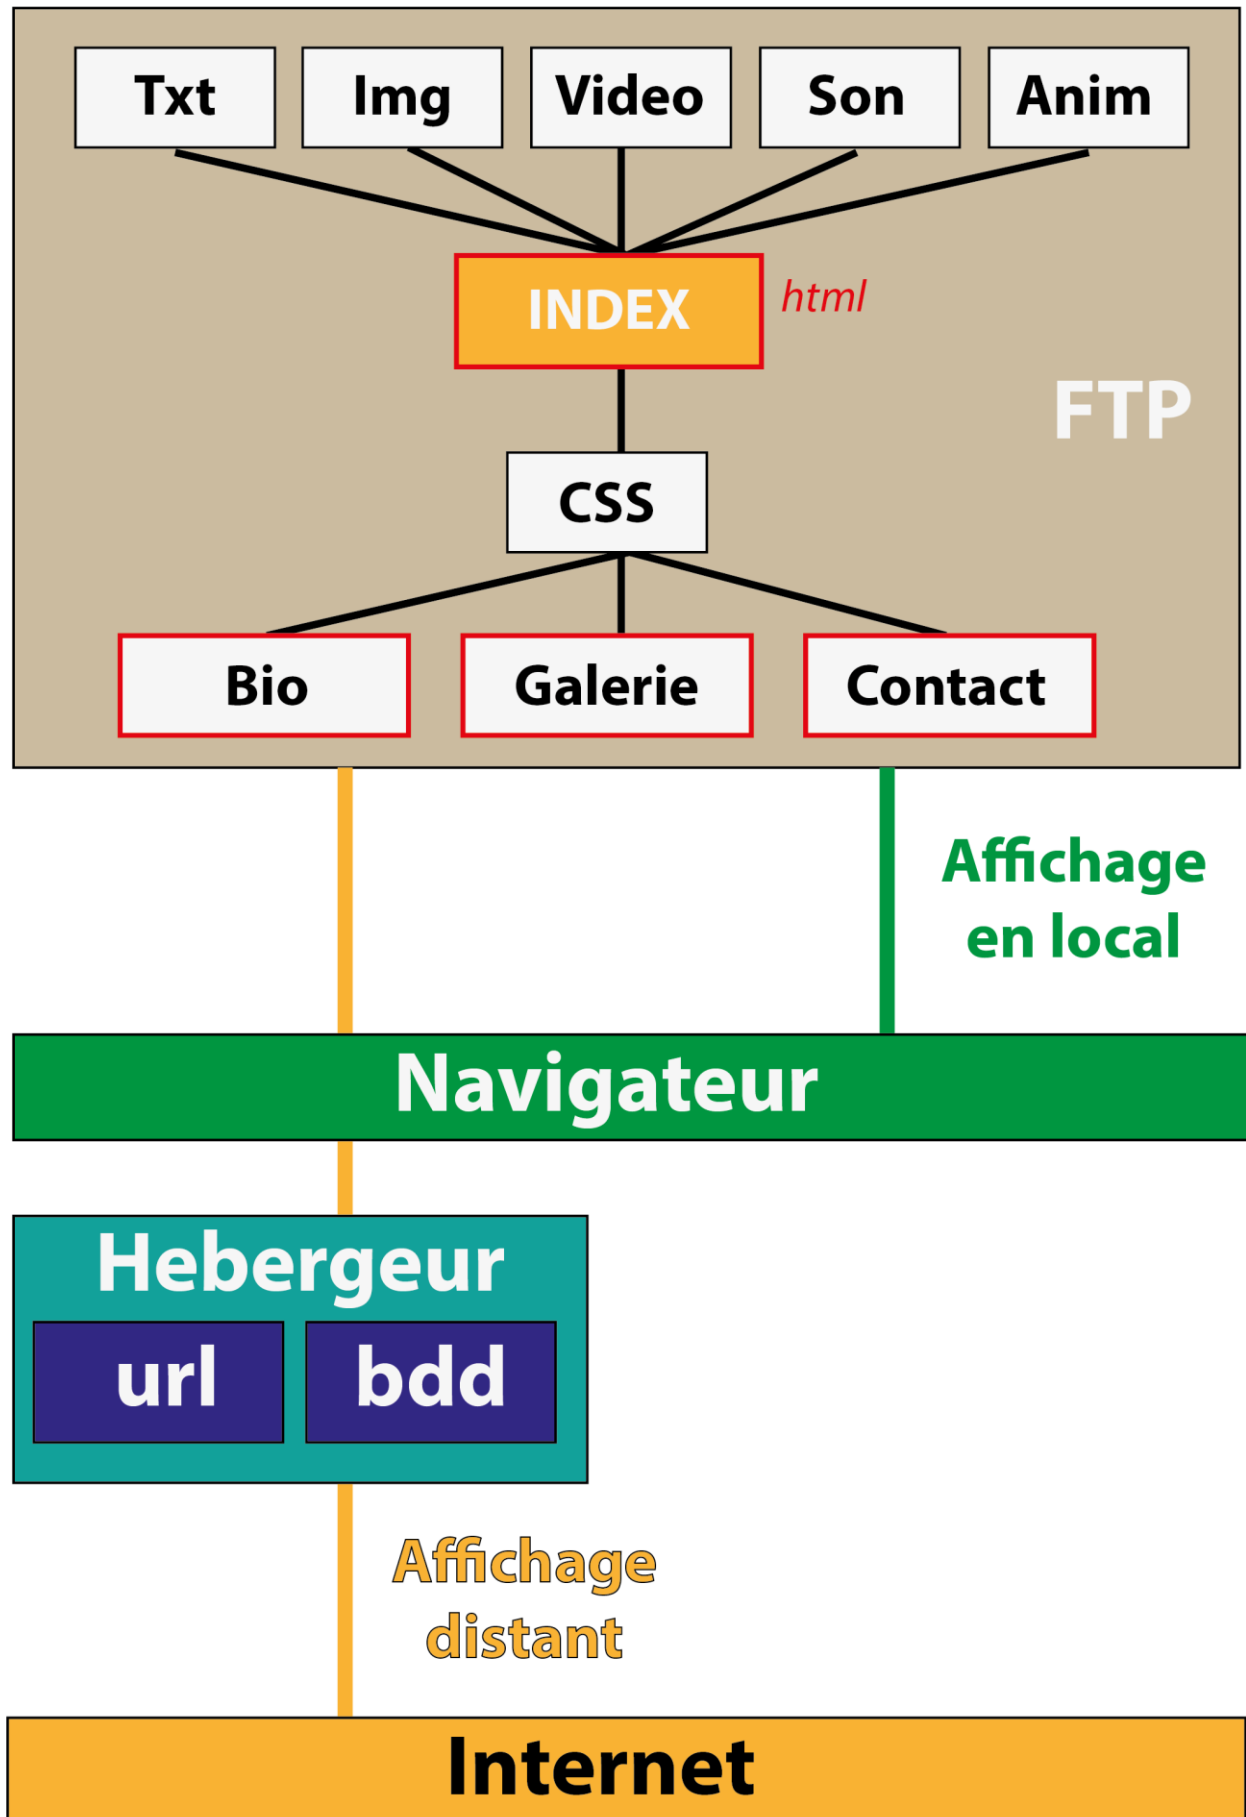 Txt
Img
Video
Son
Anim
INDEX
html
FTP
CSS
Bio
Galerie
Contact
Affichage
en local
Navigateur
Hebergeur
url
bdd
Affichage
distant
Internet